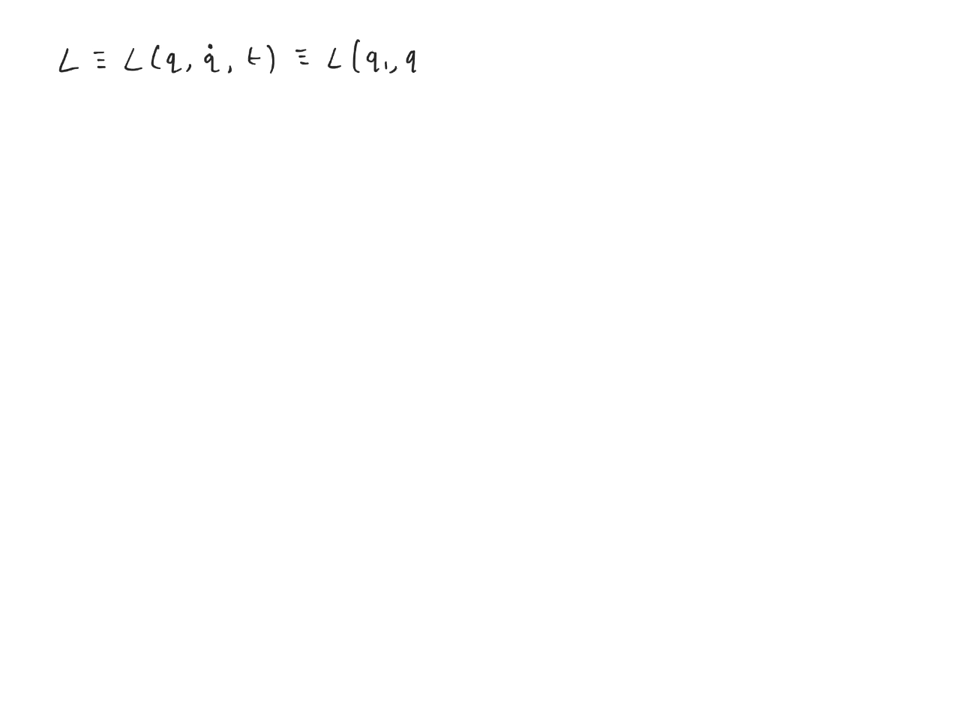 L ≡ L(q, q̇, t) ≡ L(q₁, q